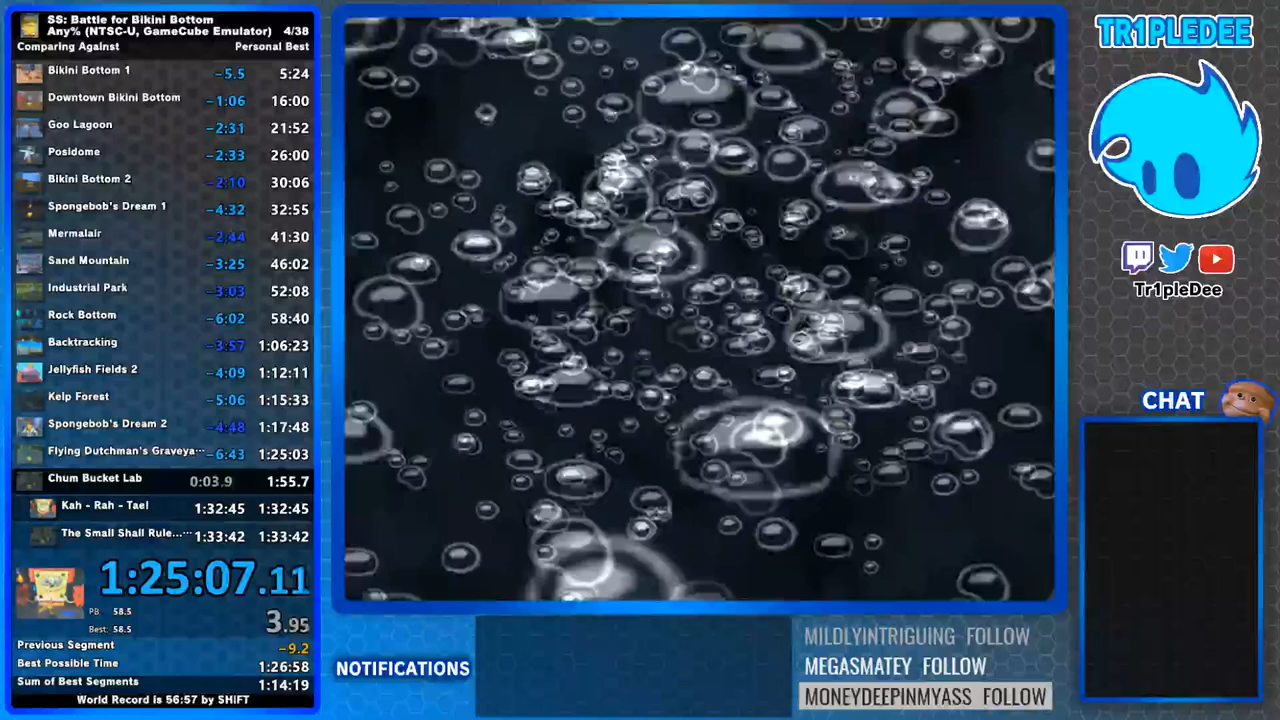 SS: Battle for Bikini Bottom
Any% (NTSC-U, GameCube Emulator) 4/38
Comparing Against Personal Best
Bikini Bottom 1 -5.5 5:24
Downtown Bikini Bottom -1:06 16:00
Goo Lagoon -2:31 21:52
Posidome -2:33 26:00
Bikini Bottom 2 -2:10 30:06
Spongebob's Dream 1 -4:32 32:55
Mermalair -2:44 41:30
Sand Mountain -3:25 46:02
Industrial Park -3:03 52:08
Rock Bottom -6:02 58:40
Backtracking -3:57 1:06:23
Jellyfish Fields 2 -4:09 1:12:11
Kelp Forest -5:06 1:15:33
Spongebob's Dream 2 -4:48 1:17:48
Flying Dutchman's Graveya... -6:43 1:25:03
Chum Bucket Lab 0:03.9 1:55.7
Kah - Rah - Tae! 1:32:45 1:32:45
The Small Shall Rule...... 1:33:42 1:33:42
1:25:07.11
PB: 58.5
Best: 58.5
3.95
Previous Segment -9.2
Best Possible Time 1:26:58
Sum of Best Segments 1:14:19
World Record is 56:57 by SHIFT
TR1PLEDEE
Tr1pleDee
CHAT
NOTIFICATIONS
MILDLYINTRIGUING FOLLOW
MEGASMATEY FOLLOW
MONEYDEEPINMYASS FOLLOW